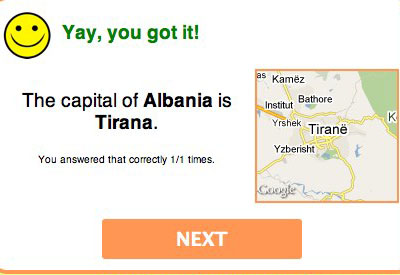 Yay, you got it!
The capital of Albania is
Tirana.
You answered that correctly 1/1 times.
as
Kamëz
Institut
Bathore
Yrshek
Tiranë
K
Yzberisht
Google
NEXT